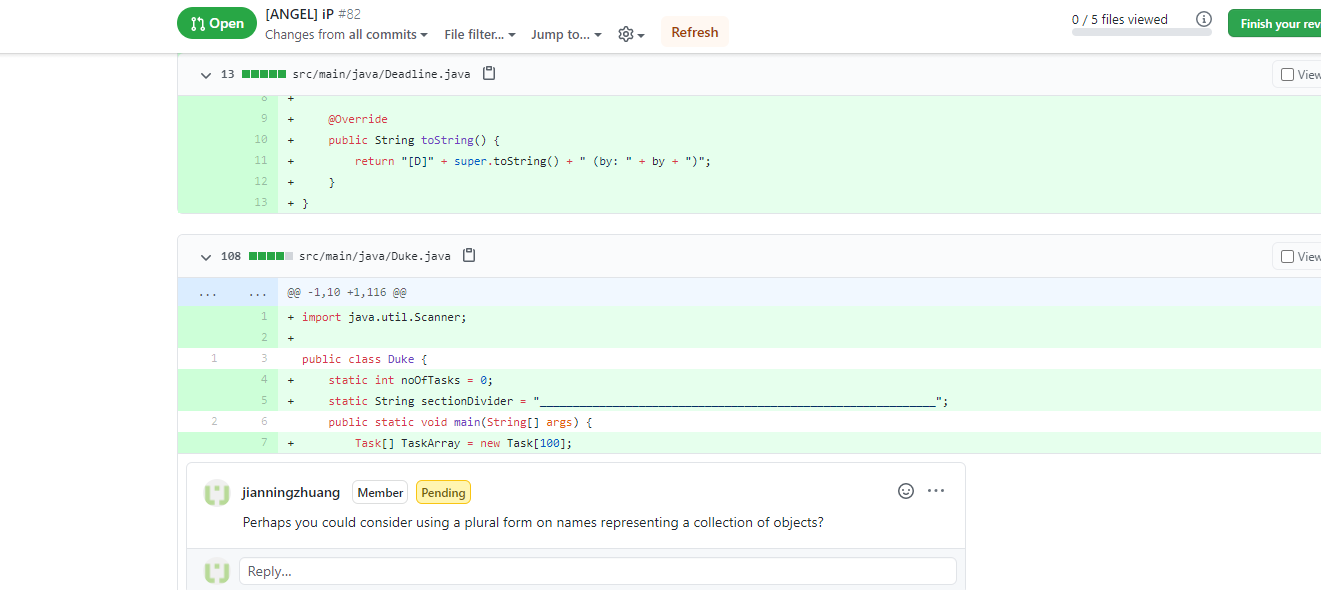 Open
[ANGEL] iP #82
Changes from all commits File filter... Jump to... Refresh
0 / 5 files viewed
Finish your rev
13 src/main/java/Deadline.java
View
8 +
9 + @Override
10 + public String toString() {
11 + return "[D]" + super.toString() + " (by: " + by + ")";
12 + }
13 + }
108 src/main/java/Duke.java
View
... ... @@ -1,10 +1,116 @@
1 + import java.util.Scanner;
2 +
1 3 public class Duke {
4 + static int noOfTasks = 0;
5 + static String sectionDivider = "____________________________________________________________";
2 6 public static void main(String[] args) {
7 + Task[] TaskArray = new Task[100];
jianningzhuang Member Pending
Perhaps you could consider using a plural form on names representing a collection of objects?
Reply...